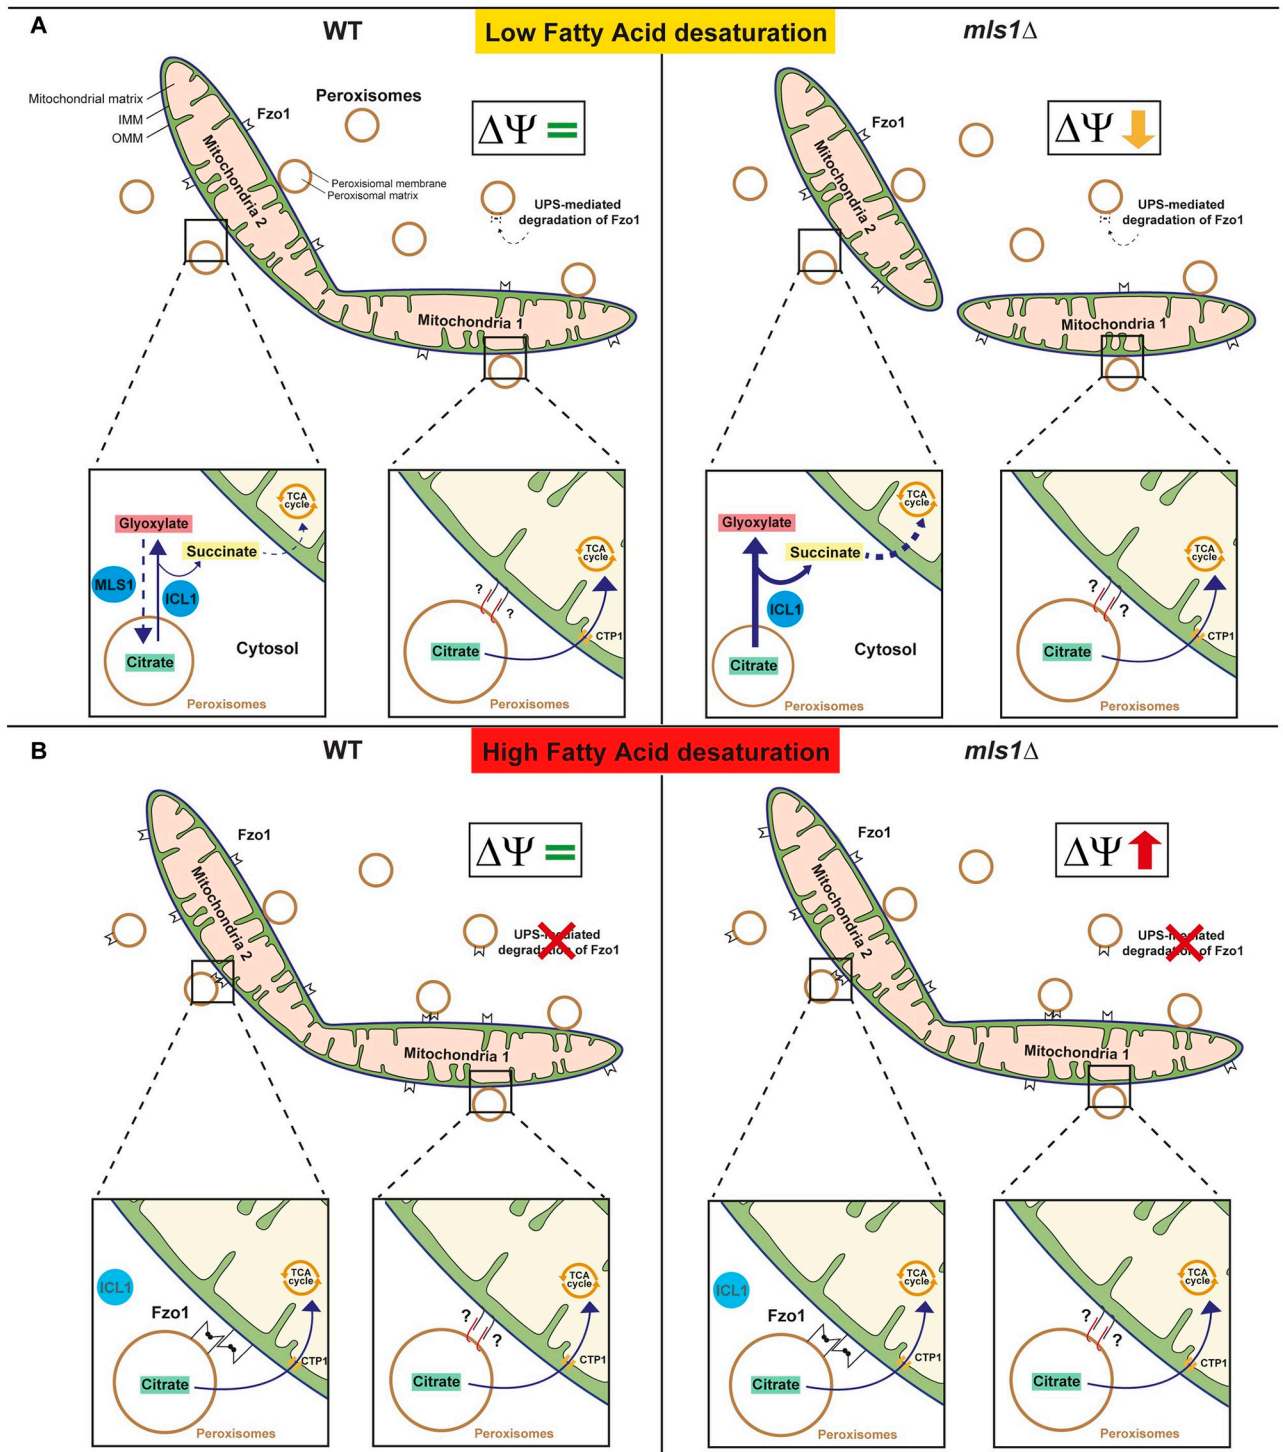 A
WT
Low Fatty Acid desaturation
mls1Δ
Mitochondrial matrix
IMM
OMM
Fzo1
Peroxisomes
ΔΨ =
Mitochondria 2
Peroxisiomal membrane
Peroxisomal matrix
UPS-mediated
degradation of Fzo1
Mitochondria 1
Fzo1
ΔΨ
Mitochondria 2
UPS-mediated
degradation of Fzo1
Mitochondria 1
TCA
cycle
Glyoxylate
Succinate
MLS1
ICL1
Cytosol
Citrate
Peroxisomes
TCA
cycle
?
?
CTP1
Citrate
Peroxisomes
TCA
cycle
Glyoxylate
Succinate
ICL1
Cytosol
Citrate
Peroxisomes
TCA
cycle
?
?
CTP1
Citrate
Peroxisomes
B
WT
High Fatty Acid desaturation
mls1Δ
Fzo1
ΔΨ =
Mitochondria 2
UPS-mediated
degradation of Fzo1
Mitochondria 1
Fzo1
ΔΨ
Mitochondria 2
UPS-mediated
degradation of Fzo1
Mitochondria 1
ICL1
TCA
cycle
Fzo1
CTP1
Citrate
Peroxisomes
TCA
cycle
?
?
CTP1
Citrate
Peroxisomes
ICL1
TCA
cycle
Fzo1
CTP1
Citrate
Peroxisomes
TCA
cycle
?
?
CTP1
Citrate
Peroxisomes